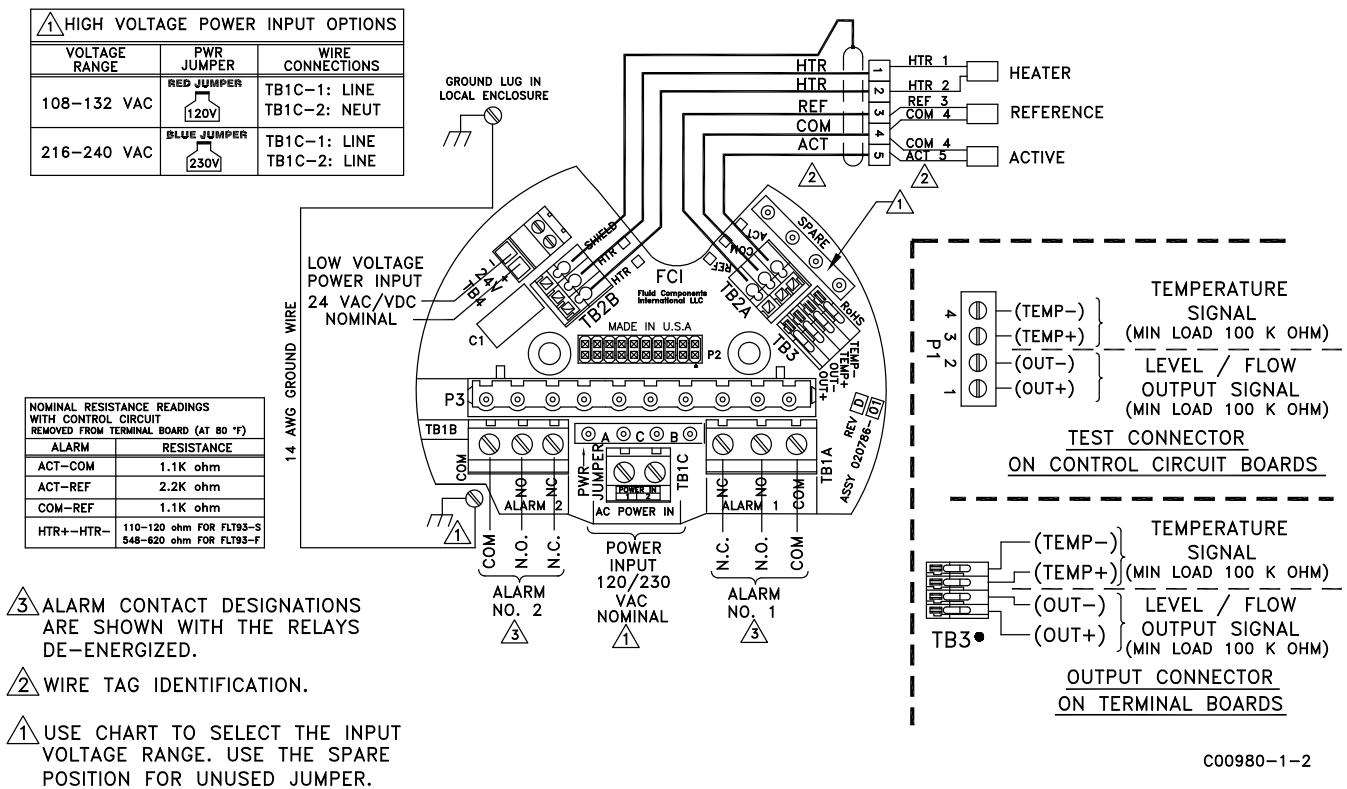 1 HIGH VOLTAGE POWER INPUT OPTIONS
VOLTAGE RANGE
PWR JUMPER
WIRE CONNECTIONS
108-132 VAC
RED JUMPER
120V
TB1C-1: LINE
TB1C-2: NEUT
216-240 VAC
BLUE JUMPER
230V
TB1C-1: LINE
TB1C-2: LINE
GROUND LUG IN
LOCAL ENCLOSURE
14 AWG GROUND WIRE
HTR
HTR
REF
COM
ACT
1
2
3
4
5
HTR 1
HTR 2
REF 3
COM 4
COM 4
ACT 5
HEATER
REFERENCE
ACTIVE
2
2
1
LOW VOLTAGE
POWER INPUT
24 VAC/VDC
NOMINAL
- +
24V
TB4
C1
SHIELD
HTR
HTR
TB2B
FCI
Fluid Components
International LLC
MADE IN U.S.A
P2
REF
COM
ACT
TB2A
SPARE
RoHS
TB3
TEMP-
TEMP+
OUT-
OUT+
P3
TB1B
COM
NO
NC
ALARM 2
A C B
PWR
JUMPER
TB1C
POWER IN
1 2
AC POWER IN
NC
NO
COM
ALARM 1
TB1A
REV D
ASSY 020786-01
1
COM
N.O.
N.C.
ALARM
NO. 2
3
POWER
INPUT
120/230
VAC
NOMINAL
1
N.C.
N.O.
COM
ALARM
NO. 1
3
NOMINAL RESISTANCE READINGS
WITH CONTROL CIRCUIT
REMOVED FROM TERMINAL BOARD (AT 80 °F)
ALARM RESISTANCE
ACT-COM 1.1K ohm
ACT-REF 2.2K ohm
COM-REF 1.1K ohm
HTR+-HTR-
110-120 ohm FOR FLT93-S
548-620 ohm FOR FLT93-F
3 ALARM CONTACT DESIGNATIONS
ARE SHOWN WITH THE RELAYS
DE-ENERGIZED.
2 WIRE TAG IDENTIFICATION.
1 USE CHART TO SELECT THE INPUT
VOLTAGE RANGE. USE THE SPARE
POSITION FOR UNUSED JUMPER.
P1
4
3
2
1
(TEMP-)
(TEMP+)
(OUT-)
(OUT+)
TEMPERATURE
SIGNAL
(MIN LOAD 100 K OHM)
LEVEL / FLOW
OUTPUT SIGNAL
(MIN LOAD 100 K OHM)
TEST CONNECTOR
ON CONTROL CIRCUIT BOARDS
(TEMP-)
(TEMP+)
(OUT-)
(OUT+)
TB3
TEMPERATURE
SIGNAL
(MIN LOAD 100 K OHM)
LEVEL / FLOW
OUTPUT SIGNAL
(MIN LOAD 100 K OHM)
OUTPUT CONNECTOR
ON TERMINAL BOARDS
C00980-1-2